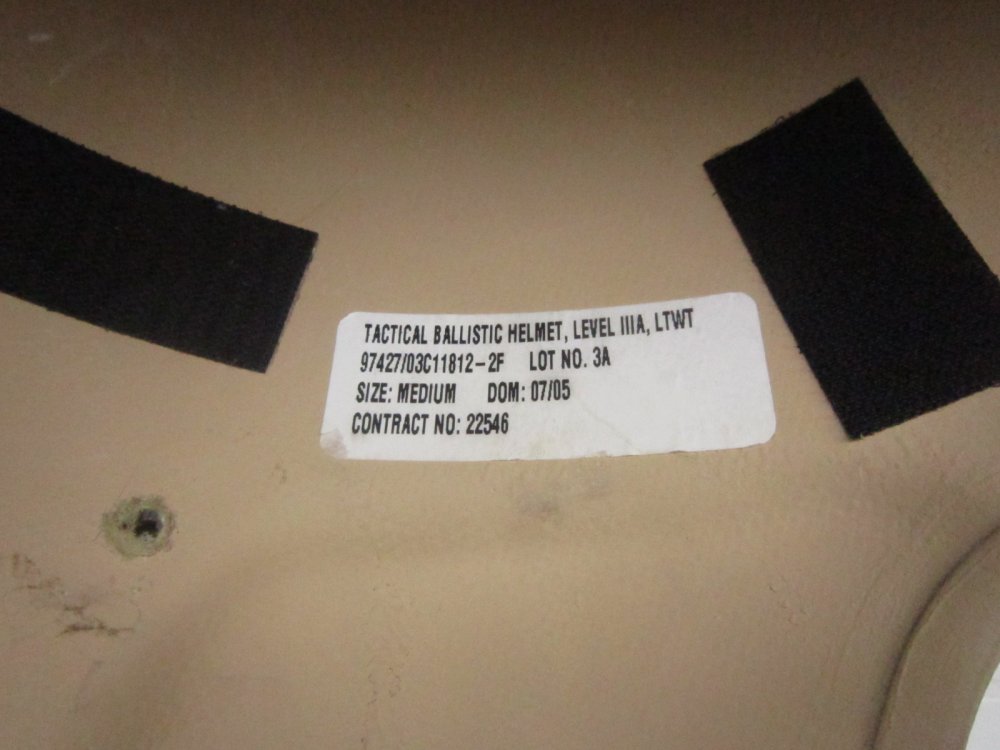 TACTICAL BALLISTIC HELMET, LEVEL IIIA, LTWT
97427/03C11812-2F LOT NO. 3A
SIZE: MEDIUM DOM: 07/05
CONTRACT NO: 22546